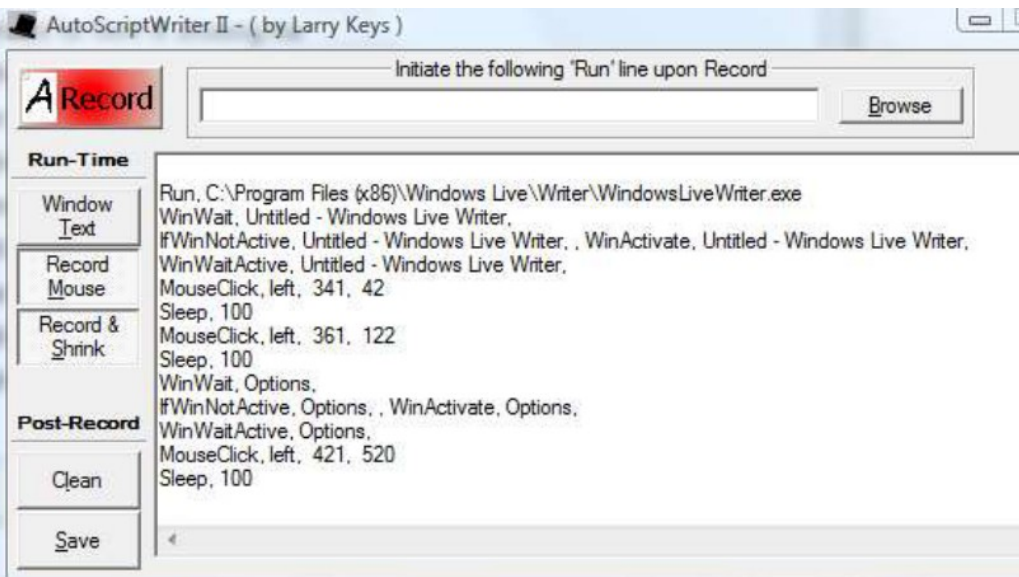 AutoScriptWriter II - ( by Larry Keys )
Initiate the following 'Run' line upon Record
A Record
Browse
Run-Time
Window
Text
Record
Mouse
Record &
Shrink
Post-Record
Clean
Save
Run, C:\Program Files (x86)\Windows Live\Writer\WindowsLiveWriter.exe
WinWait, Untitled - Windows Live Writer,
IfWinNotActive, Untitled - Windows Live Writer, , WinActivate, Untitled - Windows Live Writer,
WinWaitActive, Untitled - Windows Live Writer,
MouseClick, left,  341,  42
Sleep, 100
MouseClick, left,  361,  122
Sleep, 100
WinWait, Options,
IfWinNotActive, Options, , WinActivate, Options,
WinWaitActive, Options,
MouseClick, left,  421,  520
Sleep, 100